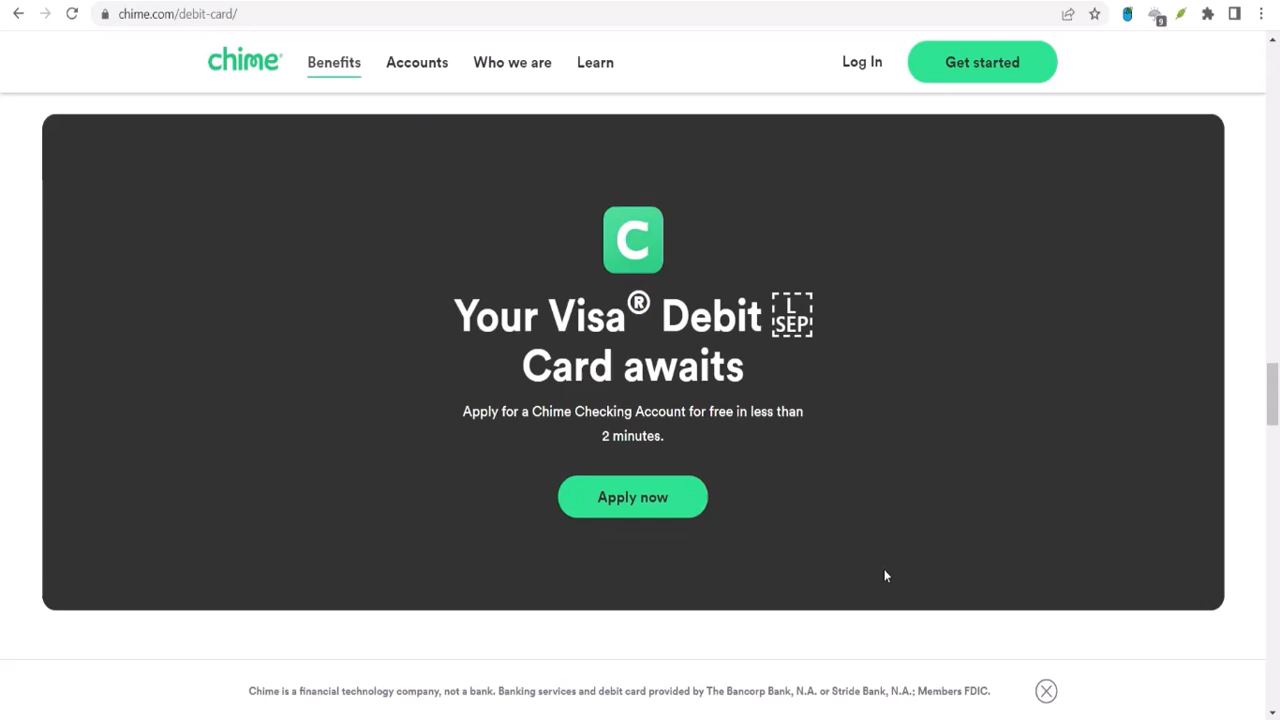 chime.com/debit-card/
9
chime® Benefits Accounts Who we are Learn Log In Get started
C
Your Visa® Debit L SEP
Card awaits
Apply for a Chime Checking Account for free in less than
2 minutes.
Apply now
Chime is a financial technology company, not a bank. Banking services and debit card provided by The Bancorp Bank, N.A. or Stride Bank, N.A.; Members FDIC.